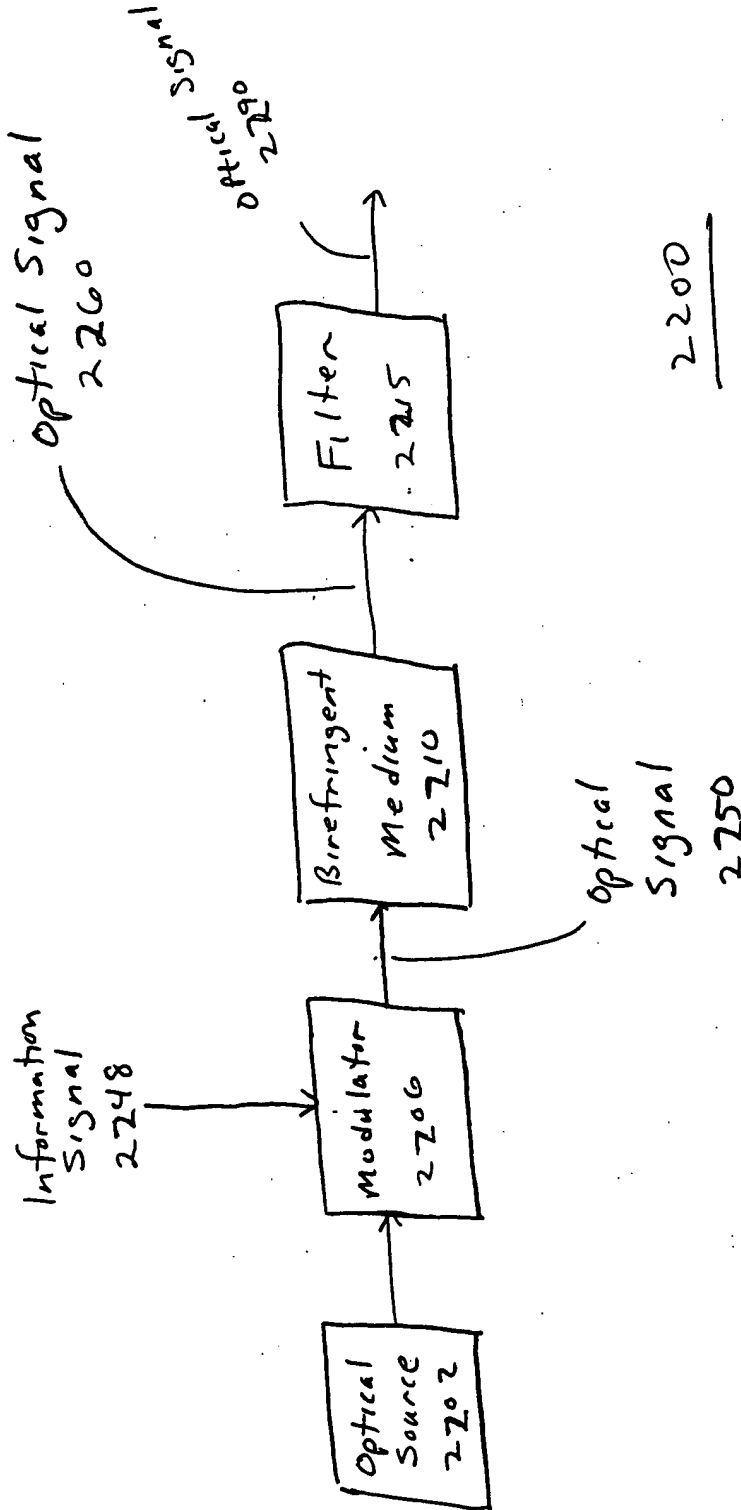 Information
Signal
2248
Optical Signal
2260
Optical Signal
2290
Optical
Source
2202
Modulator
2206
Birefringent
Medium
2210
Filter
2215
Optical
Signal
2250
2200